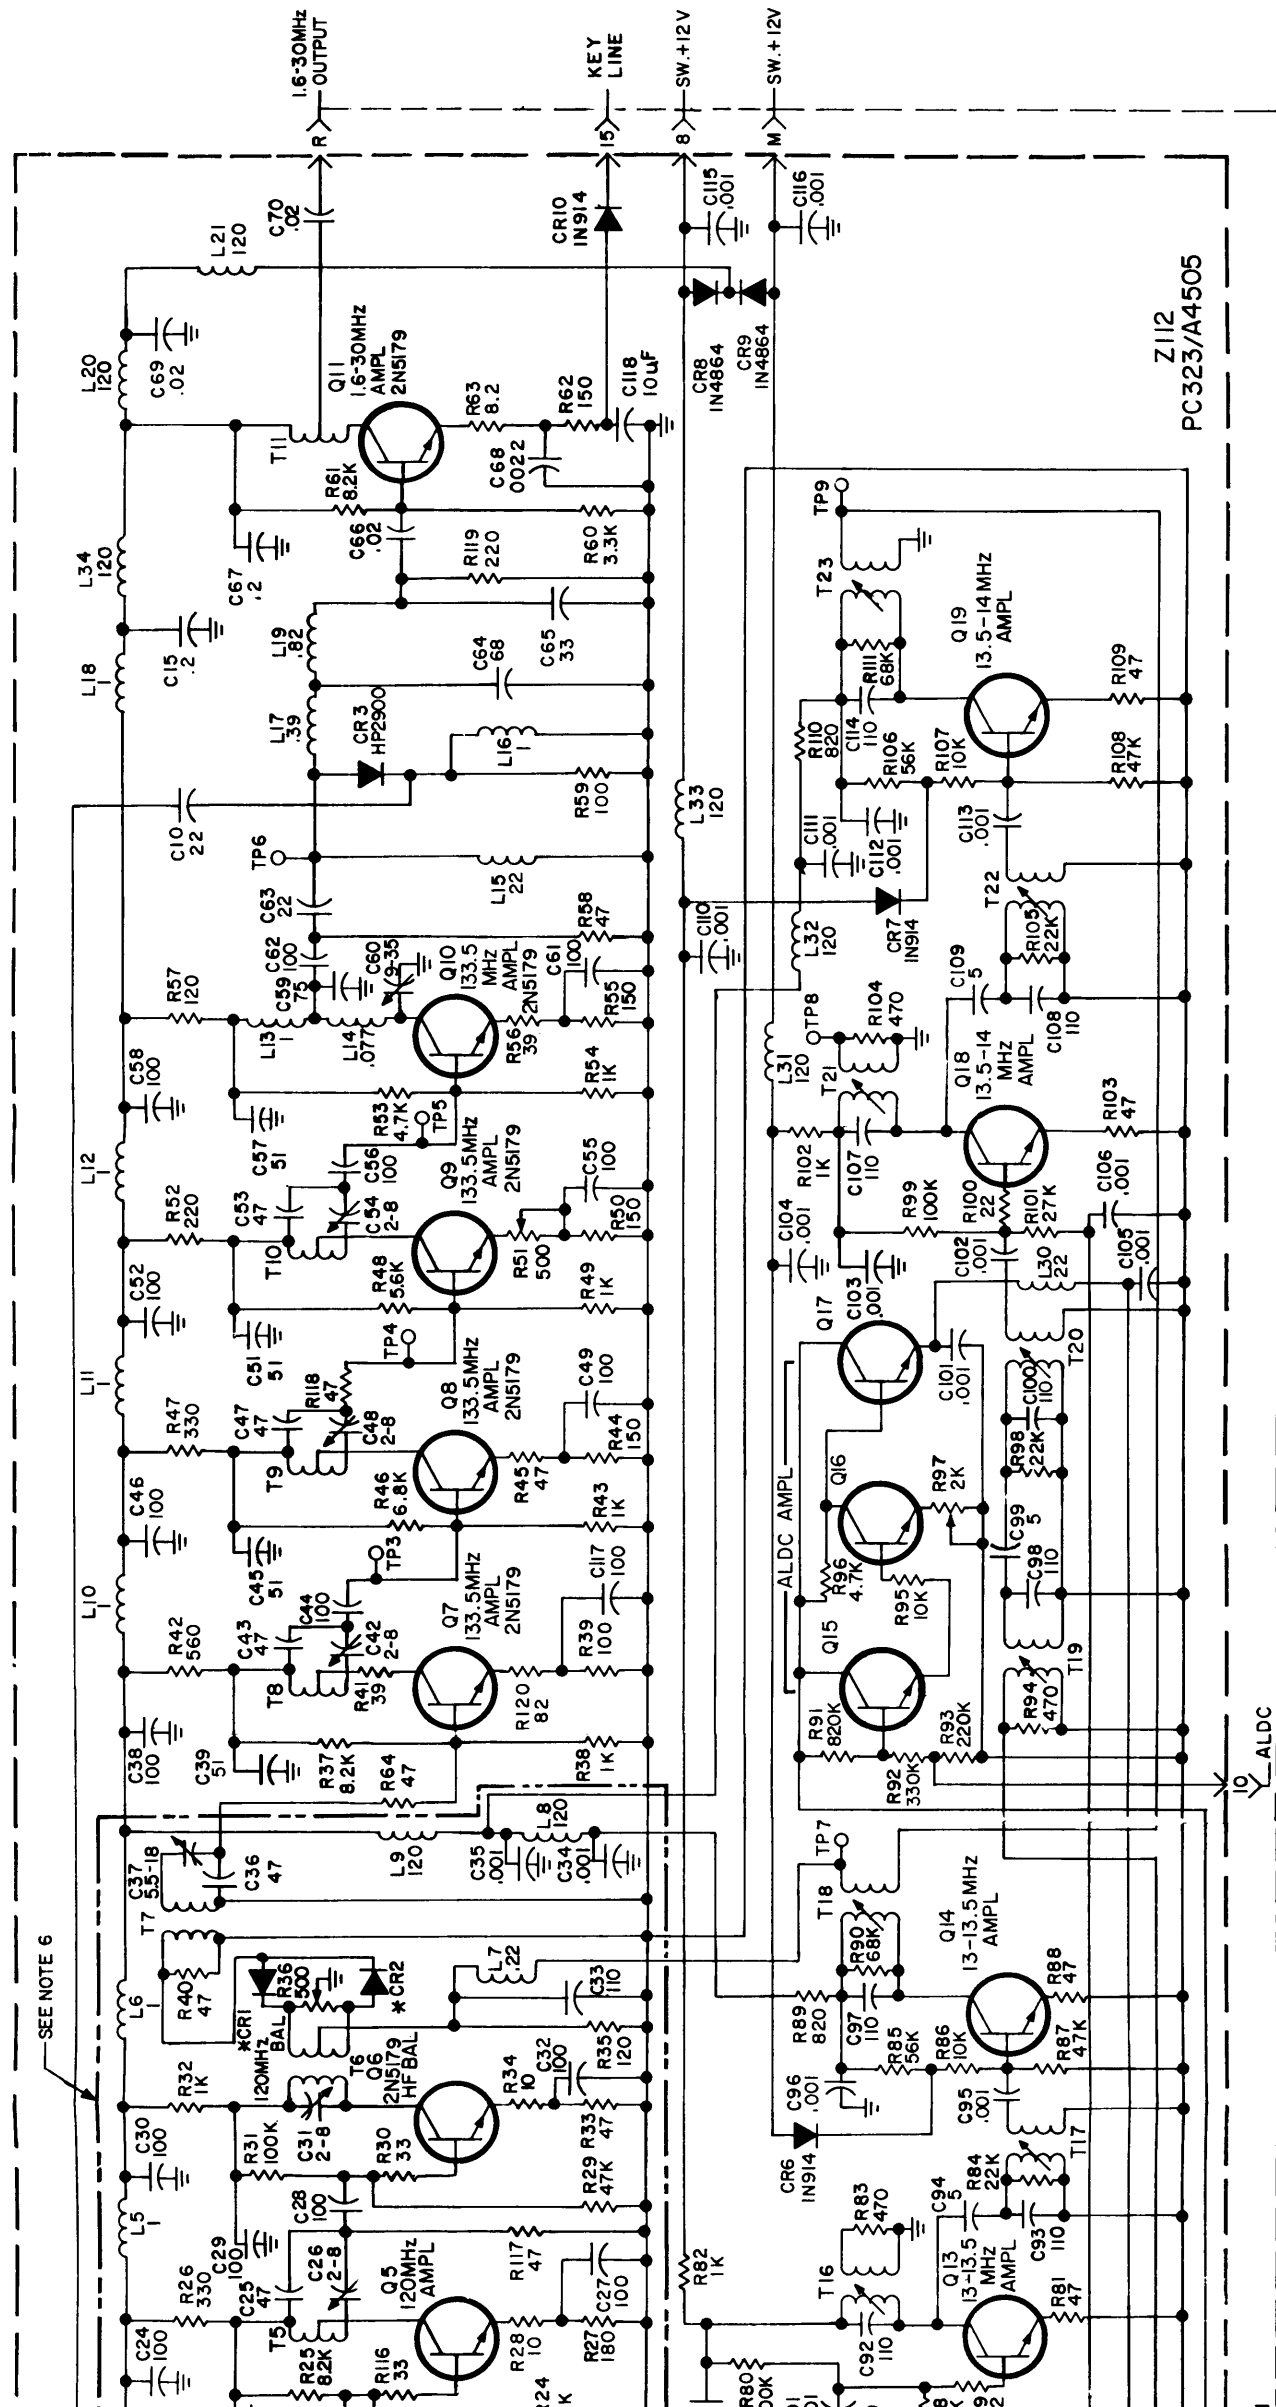 1.6-30MHz
OUTPUT
KEY
LINE
SW.+12V
SW.+12V
R
15
8
M
C70
.02
L21
120
CR10
1N914
C115
.001
C116
.001
L20
120
C69
.02
Q11
1.6-30MHz
AMPL
2N5179
T11
R63
8.2
R62
150
C118
10uF
C68
0022
CR8
1N4864
CR9
1N4864
Z112
PC323/A4505
L34
120
C67
.2
R61
8.2K
C66
.02
R119
220
R60
3.3K
L18
1
C15
.2
L19
.82
C64
68
C65
33
L17
.39
CR3
HP2900
L16
1
R59
100
C10
22
TP6
L15
22
L33
120
TP9
T23
Q19
13.5-14MHz
AMPL
R111
68K
C114
110
R110
820
R106
56K
R107
10K
R109
47
R108
47K
C111
.001
C112
.001
C113
.001
CR7
1N914
T22
R105
22K
L32
120
C109
5
C108
110
C110
.001
C63
22
R58
47
C62
100
C59
75
C60
9-35
Q10
133.5
MHz
AMPL
2N5179
C61
100
R57
120
L13
1
L14
.077
R56
39
R55
150
C58
100
C57
51
R53
4.7K
R54
1K
TP5
L12
1
C56
100
Q9
133.5MHz
AMPL
2N5179
C55
100
R52
220
C53
47
C54
2-8
T10
R51
500
R50
150
C52
100
C51
51
R48
5.6K
R49
1K
TP4
L31
120
TP8
R104
470
T21
Q18
13.5-14
MHz
AMPL
R102
1K
C107
110
R103
47
C106
.001
R99
100K
R100
22
R101
27K
C104
.001
C103
.001
C102
.001
L30
22
C105
.001
Q17
T20
C101
.001
C100
110
L11
1
R118
47
Q8
133.5MHz
AMPL
2N5179
C49
100
R47
330
C47
47
C48
2-8
T9
R45
47
R44
150
C46
100
C45
51
R46
6.8K
R43
1K
TP3
ALDC AMPL
Q16
R97
2K
R98
22K
C99
5
C98
110
R96
4.7K
R95
10K
Q15
T19
L10
1
C44
100
Q7
133.5MHz
AMPL
2N5179
C117
100
R42
560
C43
47
C42
2-8
T8
R41
39
R120
82
R39
100
C38
100
C39
51
R37
8.2K
R64
47
R38
1K
R91
820K
R92
330K
R93
220K
R94
470
10
ALDC
SEE NOTE 6
C37
5.5-18
C36
47
T7
L9
120
C35
.001
L8
120
C34
.001
L6
1
R40
47
*CR1
R36
500
BAL
*CR2
L7
.22
C33
110
120MHz
T6
Q6
2N5179
HF BAL
R34
10
C32
100
R35
120
R32
1K
C31
2-8
R33
47
C30
100
R31
100K
R30
33
R29
47K
L5
1
C29
100
C28
100
TP7
T18
Q14
13-13.5MHz
AMPL
R90
68K
R89
820
C97
110
R88
47
R85
56K
R86
10K
R87
47K
C96
.001
C95
.001
CR6
1N914
T17
R84
22K
R83
470
C94
5
C93
110
R26
330
C25
47
C26
2-8
Q5
120MHz
AMPL
R117
47
C27
100
T5
C24
100
R25
82K
R116
33
R28
10
R27
180
R82
1K
T16
Q13
13-13.5
MHz
AMPL
C92
110
R81
47
R80